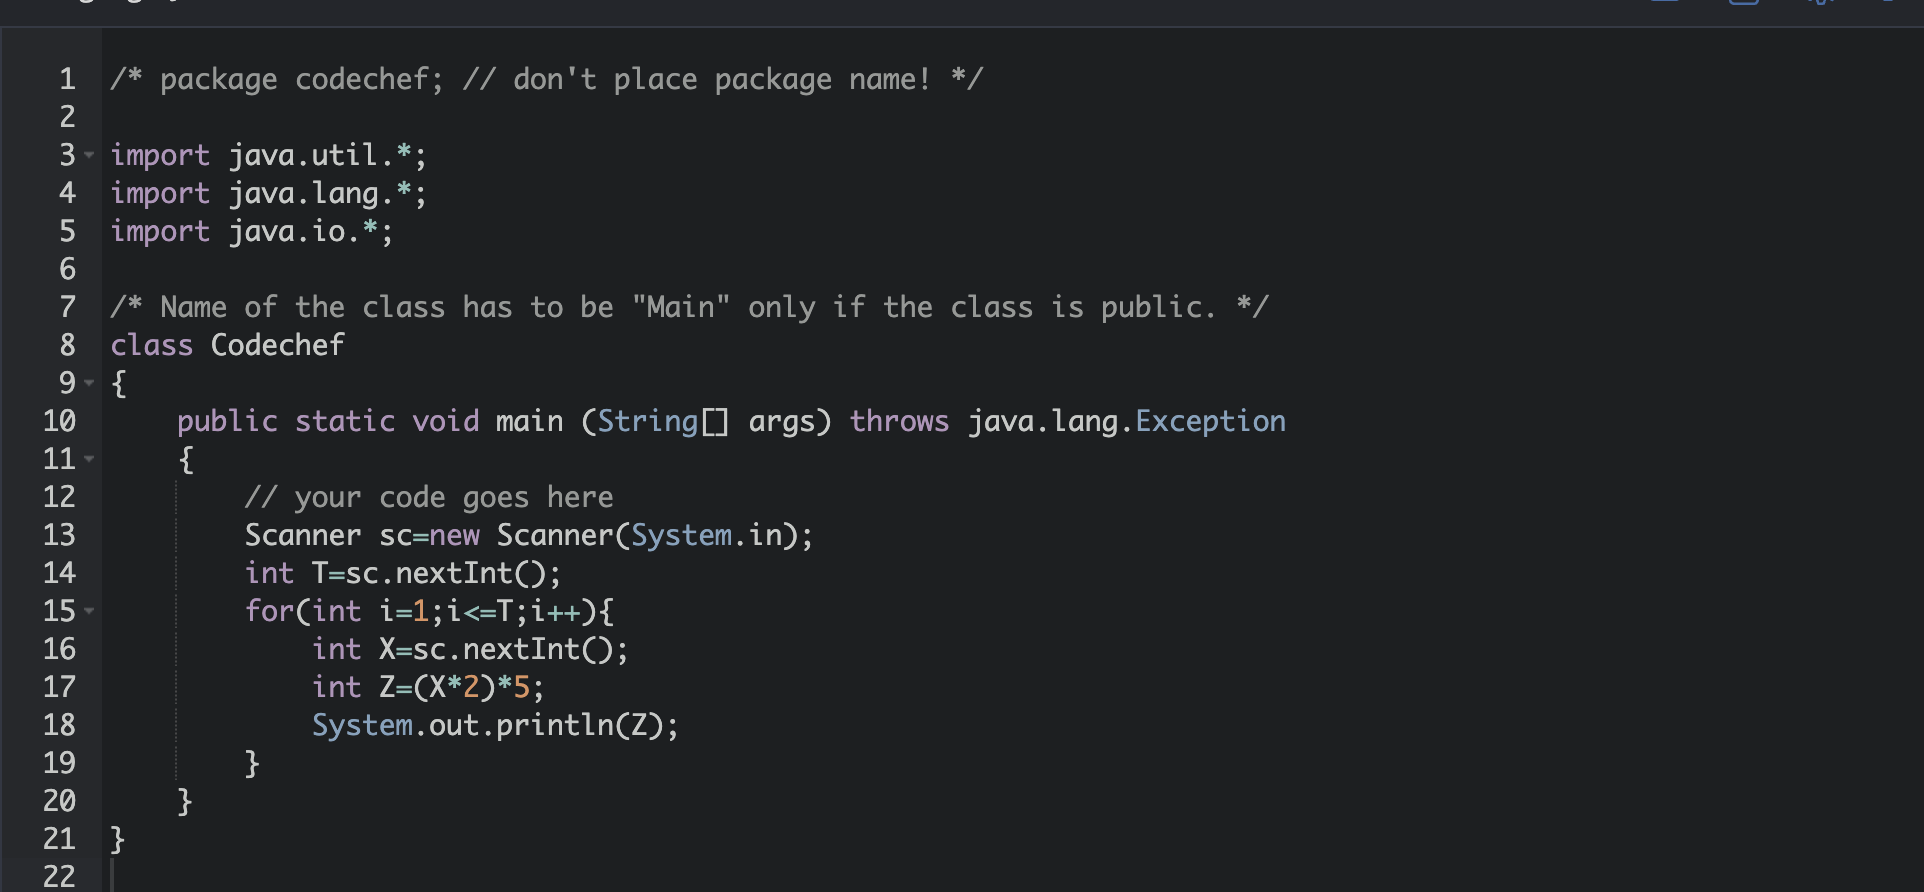 1 /* package codechef; // don't place package name! */
2
3 import java.util.*;
4 import java.lang.*;
5 import java.io.*;
6
7 /* Name of the class has to be "Main" only if the class is public. */
8 class Codechef
9 {
10 public static void main (String[] args) throws java.lang.Exception
11 {
12 // your code goes here
13 Scanner sc=new Scanner(System.in);
14 int T=sc.nextInt();
15 for(int i=1;i<=T;i++){
16 int X=sc.nextInt();
17 int Z=(X*2)*5;
18 System.out.println(Z);
19 }
20 }
21 }
22